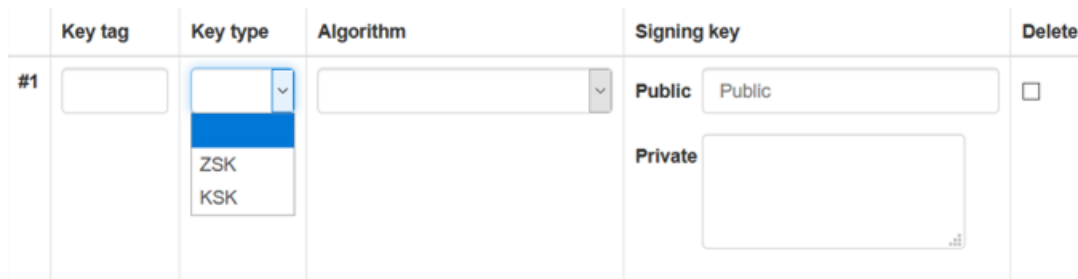 Key tag Key type Algorithm Signing key Delete
#1 Public Public
Private
ZSK
KSK